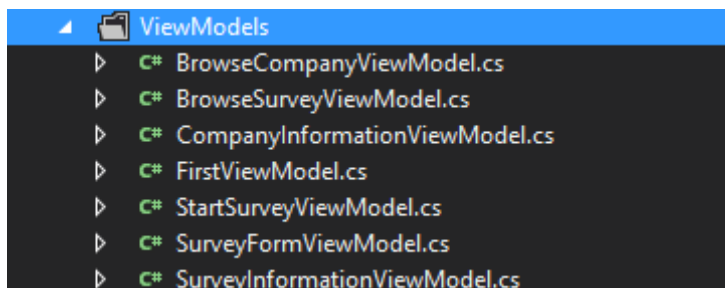 ViewModels
C# BrowseCompanyViewModel.cs
C# BrowseSurveyViewModel.cs
C# CompanyInformationViewModel.cs
C# FirstViewModel.cs
C# StartSurveyViewModel.cs
C# SurveyFormViewModel.cs
C# SurveyInformationViewModel.cs